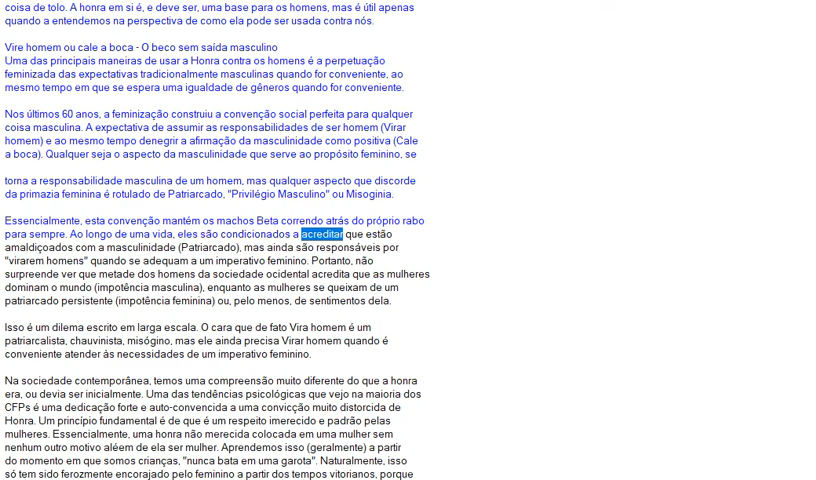 coisa de tolo. A honra em si é, e deve ser, uma base para os homens, mas é útil apenas
quando a entendemos na perspectiva de como ela pode ser usada contra nós.
Vire homem ou cale a boca - O beco sem saída masculino
Uma das principais maneiras de usar a Honra contra os homens é a perpetuação
feminizada das expectativas tradicionalmente masculinas quando for conveniente, ao
mesmo tempo em que se espera uma igualdade de gêneros quando for conveniente.
Nos últimos 60 anos, a feminização construiu a convenção social perfeita para qualquer
coisa masculina. A expectativa de assumir as responsabilidades de ser homem (Virar
homem) e ao mesmo tempo denegrir a afirmação da masculinidade como positiva (Cale
a boca). Qualquer seja o aspecto da masculinidade que serve ao propósito feminino, se
torna a responsabilidade masculina de um homem, mas qualquer aspecto que discorde
da primazia feminina é rotulado de Patriarcado, "Privilégio Masculino" ou Misoginia.
Essencialmente, esta convenção mantém os machos Beta correndo atrás do próprio rabo
para sempre. Ao longo de uma vida, eles são condicionados a acreditar que estão
amaldiçoados com a masculinidade (Patriarcado), mas ainda são responsáveis por
"virarem homens" quando se adequam a um imperativo feminino. Portanto, não
surpreende ver que metade dos homens da sociedade ocidental acredita que as mulheres
dominam o mundo (impotência masculina), enquanto as mulheres se queixam de um
patriarcado persistente (impotência feminina) ou, pelo menos, de sentimentos dela.
Isso é um dilema escrito em larga escala. O cara que de fato Vira homem é um
patriarcalista, chauvinista, misógino, mas ele ainda precisa Virar homem quando é
conveniente atender às necessidades de um imperativo feminino.
Na sociedade contemporânea, temos uma compreensão muito diferente do que a honra
era, ou devia ser inicialmente. Uma das tendências psicológicas que vejo na maioria dos
CFPs é uma dedicação forte e auto-convencida a uma convicção muito distorcida de
Honra. Um princípio fundamental é de que é um respeito imerecido e padrão pelas
mulheres. Essencialmente, uma honra não merecida colocada em uma mulher sem
nenhum outro motivo aléem de ela ser mulher. Aprendemos isso (geralmente) a partir
do momento em que somos crianças, "nunca bata em uma garota". Naturalmente, isso
só tem sido ferozmente encorajado pelo feminino a partir dos tempos vitorianos, porque